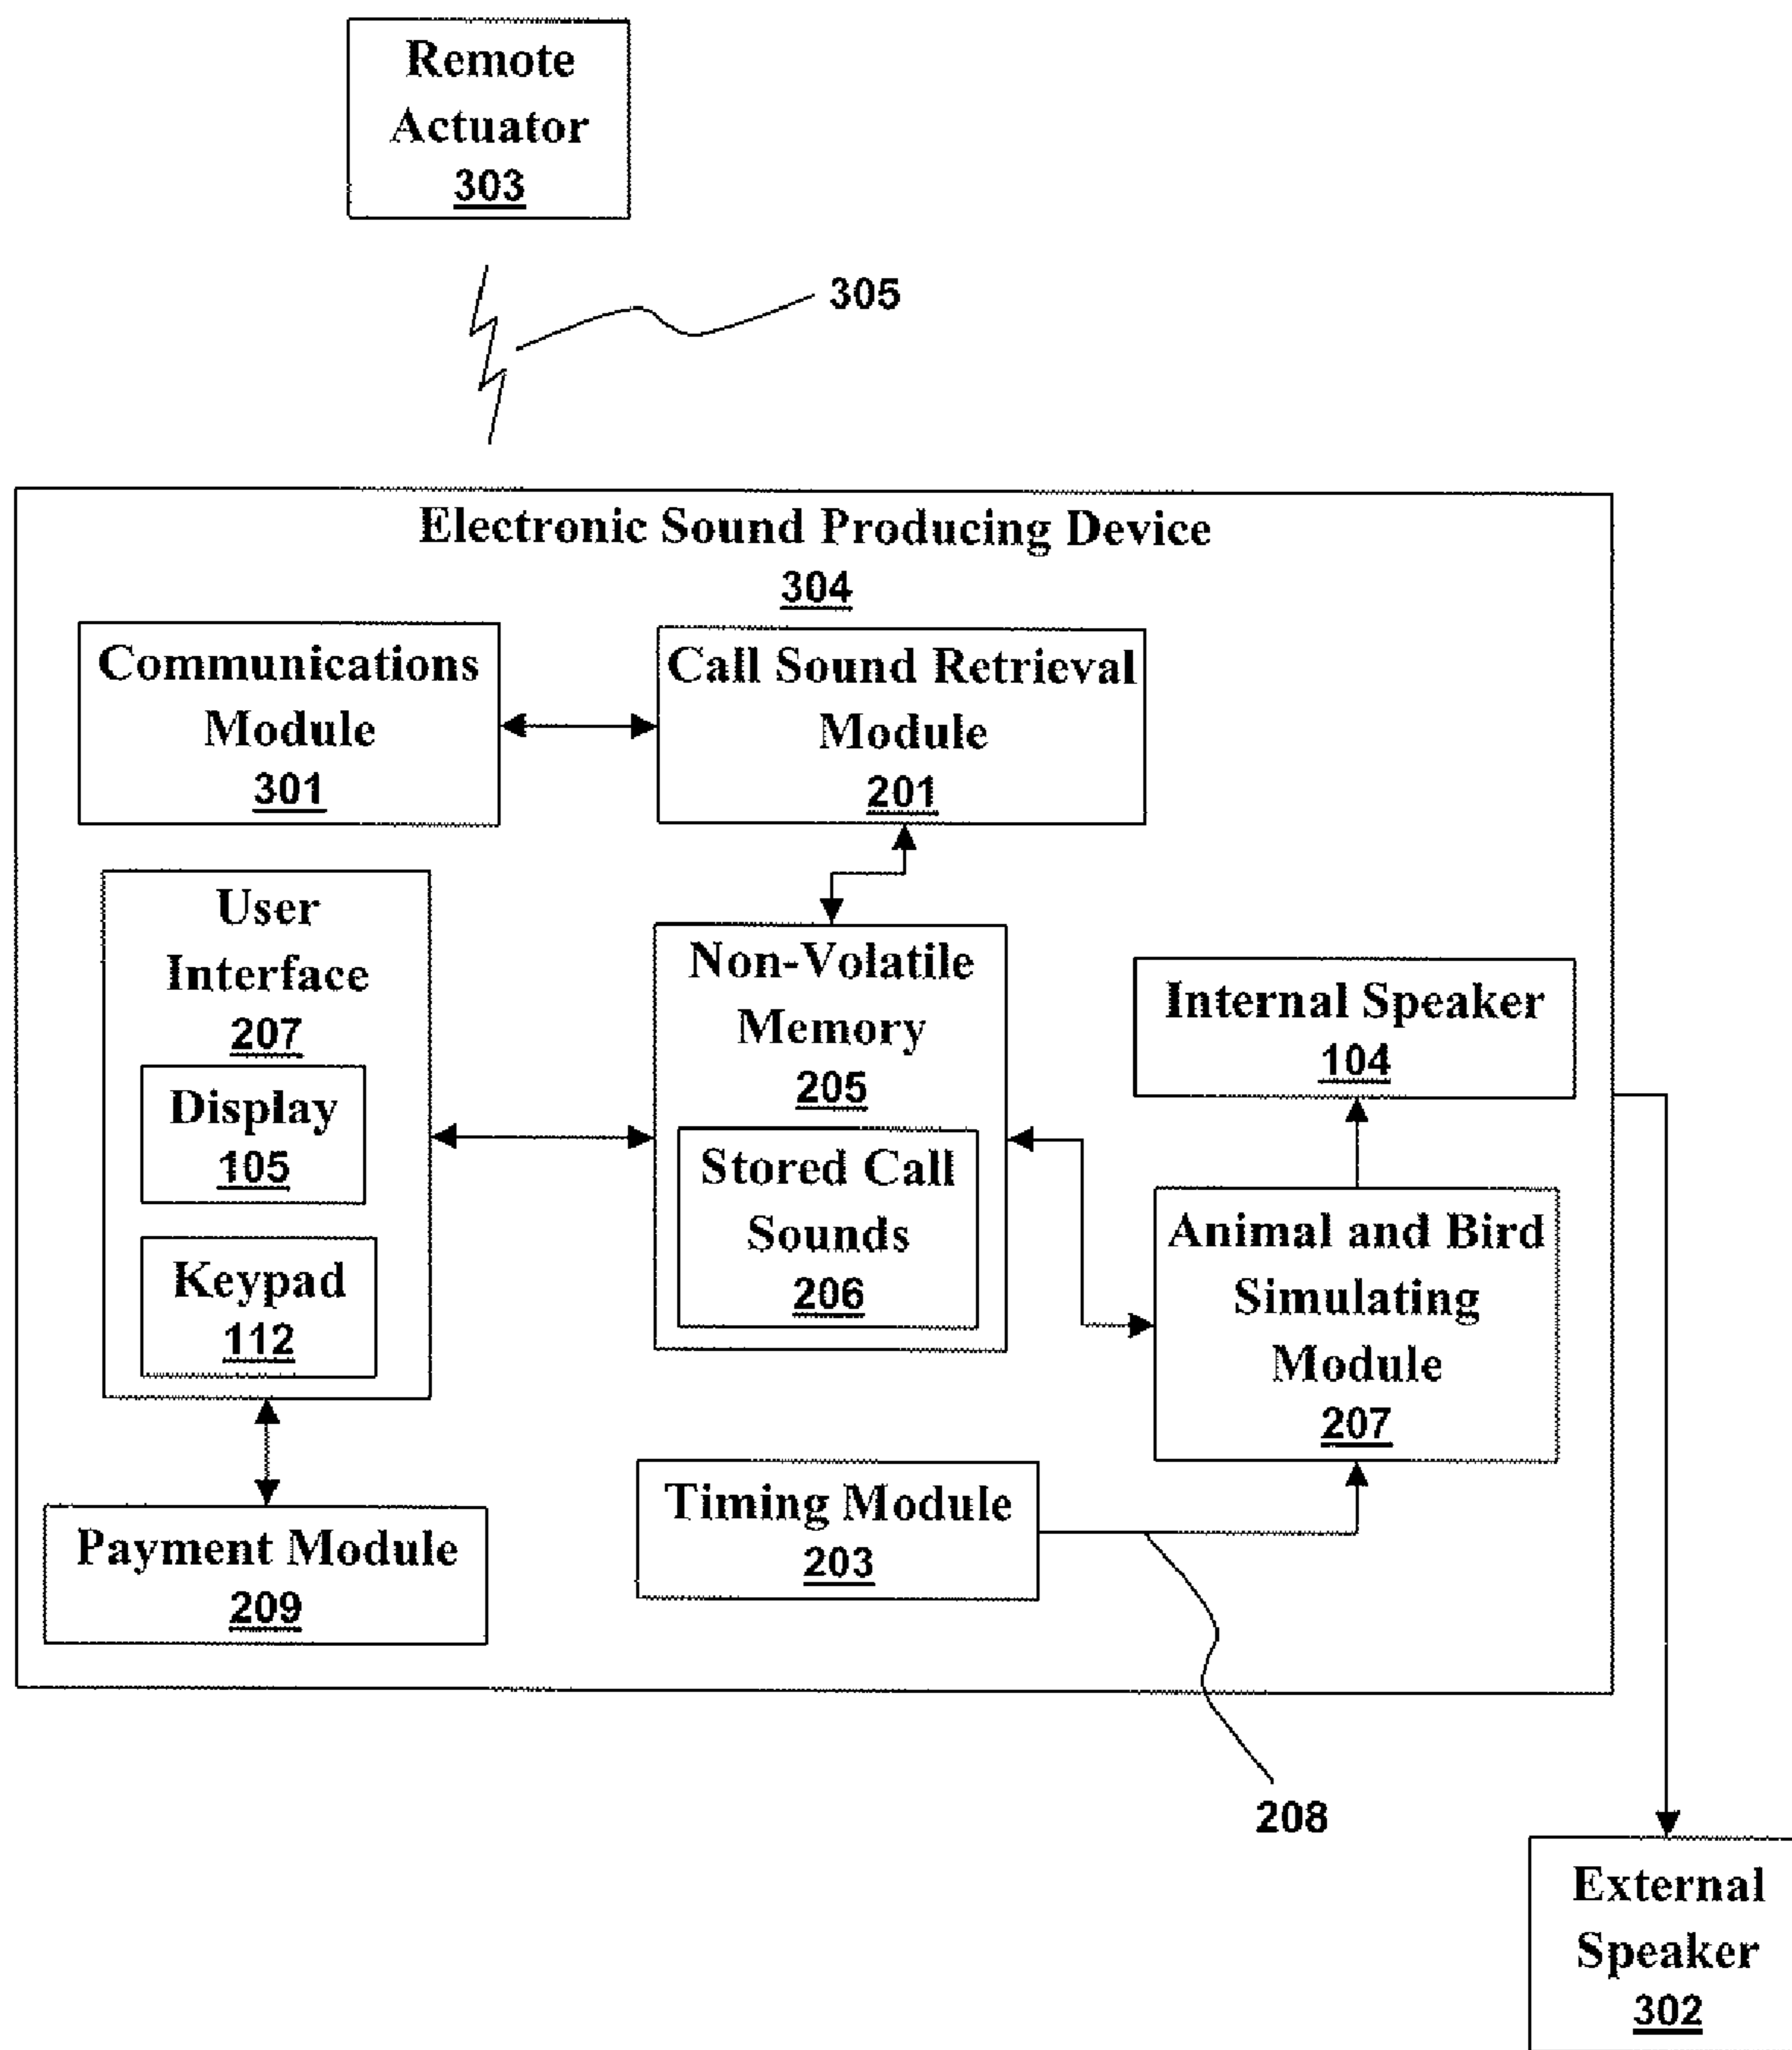 Remote
Actuator
303
305
Electronic Sound Producing Device
304
Communications
Module
301
Call Sound Retrieval
Module
201
User
Interface
207
Display
105
Keypad
112
Non-Volatile
Memory
205
Stored Call
Sounds
206
Internal Speaker
104
Animal and Bird
Simulating
Module
207
Payment Module
209
Timing Module
203
208
External
Speaker
302